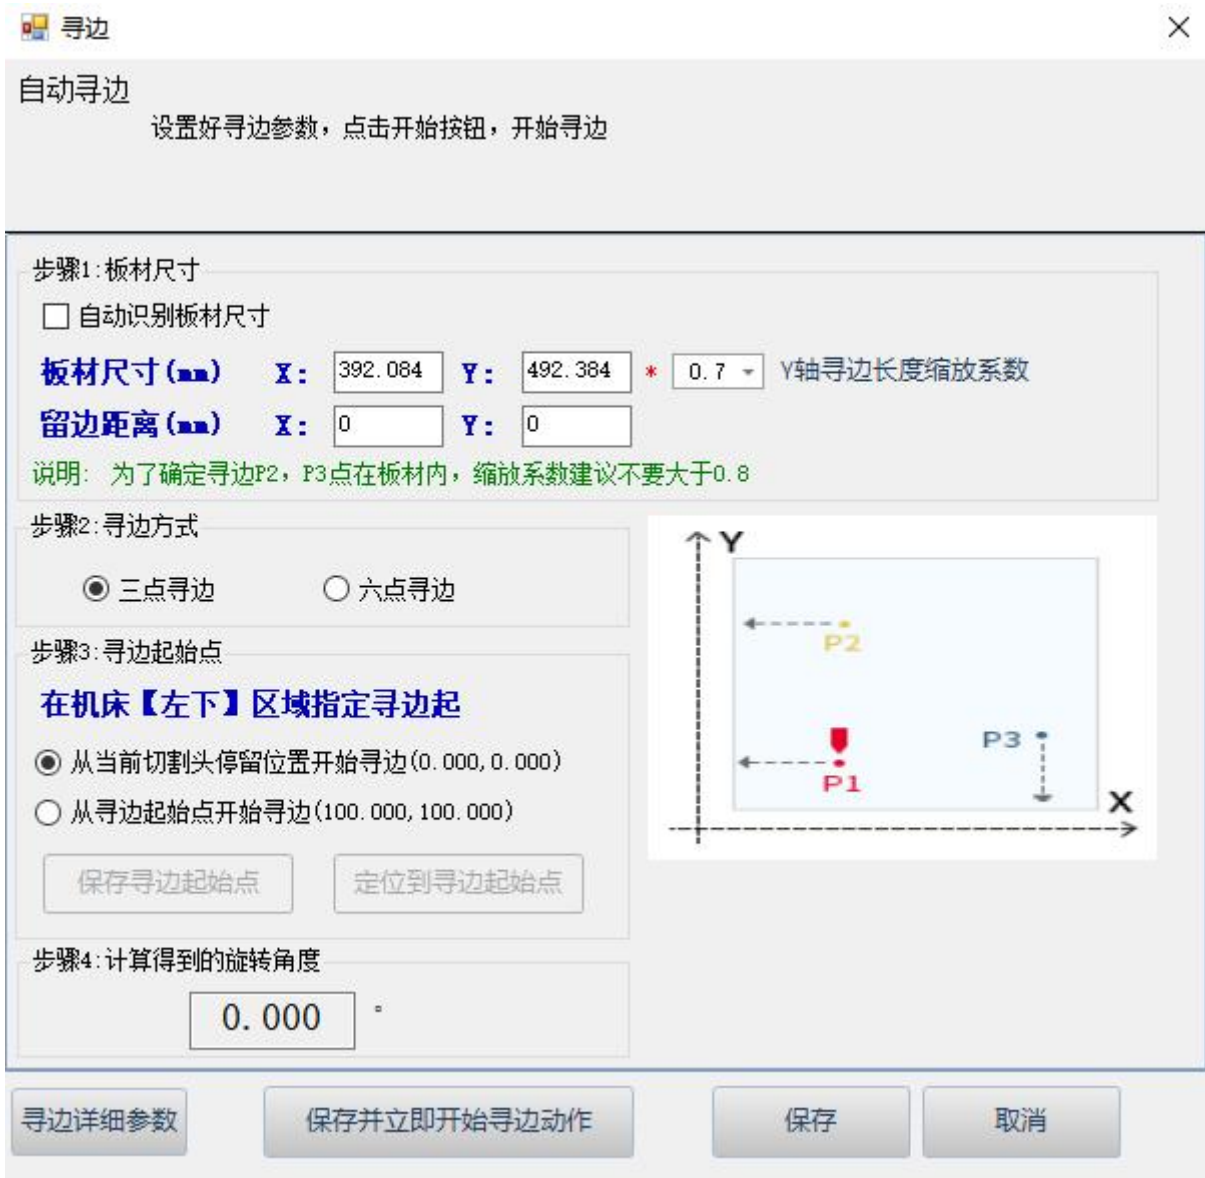 寻边
自动寻边
设置好寻边参数，点击开始按钮，开始寻边
步骤1:板材尺寸
自动识别板材尺寸
板材尺寸(mm) X: 392.084 Y: 492.384 * 0.7 Y轴寻边长度缩放系数
留边距离(mm) X: 0 Y: 0
说明: 为了确定寻边P2, P3点在板材内, 缩放系数建议不要大于0.8
步骤2:寻边方式
三点寻边 六点寻边
步骤3:寻边起始点
在机床【左下】区域指定寻边起
从当前切割头停留位置开始寻边(0.000,0.000)
从寻边起始点开始寻边(100.000,100.000)
保存寻边起始点 定位到寻边起始点
Y
P2
P3
P1
X
步骤4:计算得到的旋转角度
0.000 °
寻边详细参数 保存并立即开始寻边动作 保存 取消